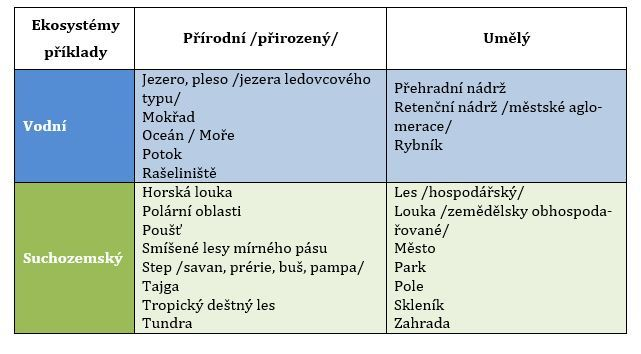 Ekosystémy
příklady
Přírodní /přirozený/
Umělý
Vodní
Jezero, pleso /jezera ledovcového
typu/
Mokřad
Oceán / Moře
Potok
Rašeliniště
Přehradní nádrž
Retenční nádrž /městské aglo-
merace/
Rybník
Suchozemský
Horská louka
Polární oblasti
Poušť
Smíšené lesy mírného pásu
Step /savan, prérie, buš, pampa/
Tajga
Tropický deštný les
Tundra
Les /hospodářský/
Louka /zemědělsky obhospoda-
řované/
Město
Park
Pole
Skleník
Zahrada